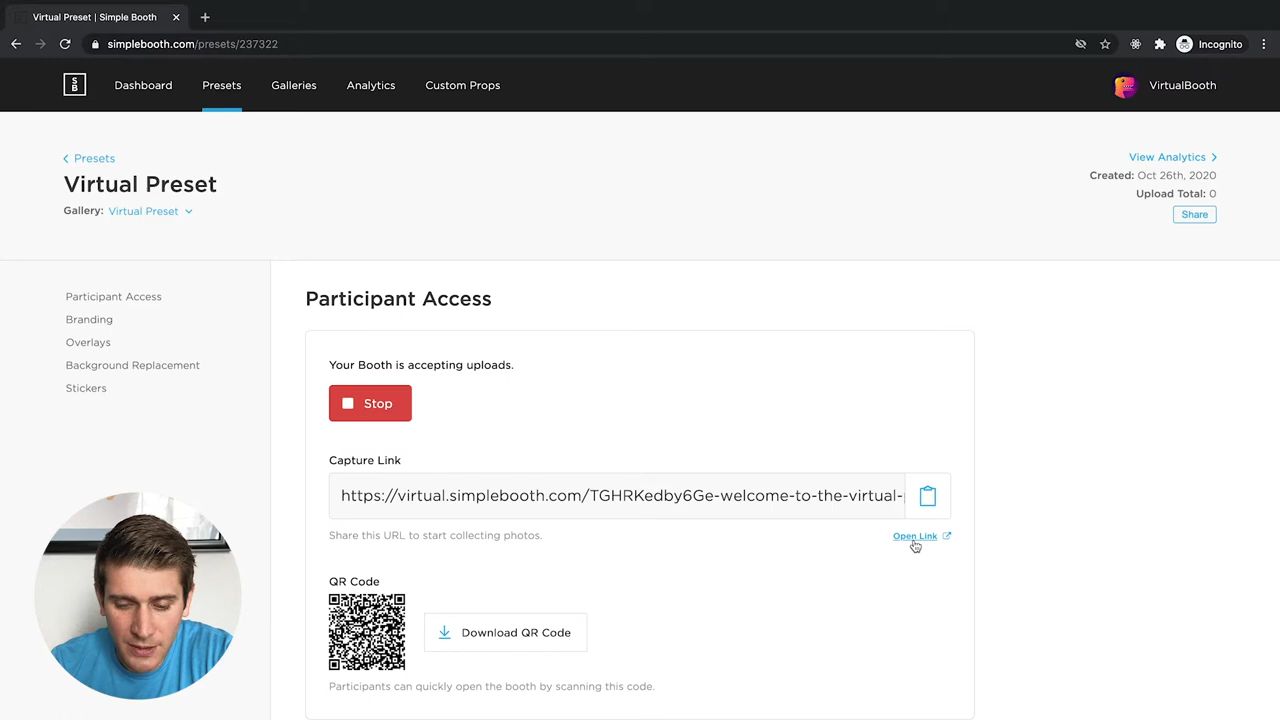 Virtual Preset | Simple Booth
simplebooth.com/presets/237322
Incognito
S
B
Dashboard
Presets
Galleries
Analytics
Custom Props
VirtualBooth
Presets
Virtual Preset
Gallery: Virtual Preset
View Analytics
Created: Oct 26th, 2020
Upload Total: 0
Share
Participant Access
Branding
Overlays
Background Replacement
Stickers
Participant Access
Your Booth is accepting uploads.
Stop
Capture Link
https://virtual.simplebooth.com/TGHRKedby6Ge-welcome-to-the-virtual-
Share this URL to start collecting photos.
Open Link
QR Code
Download QR Code
Participants can quickly open the booth by scanning this code.